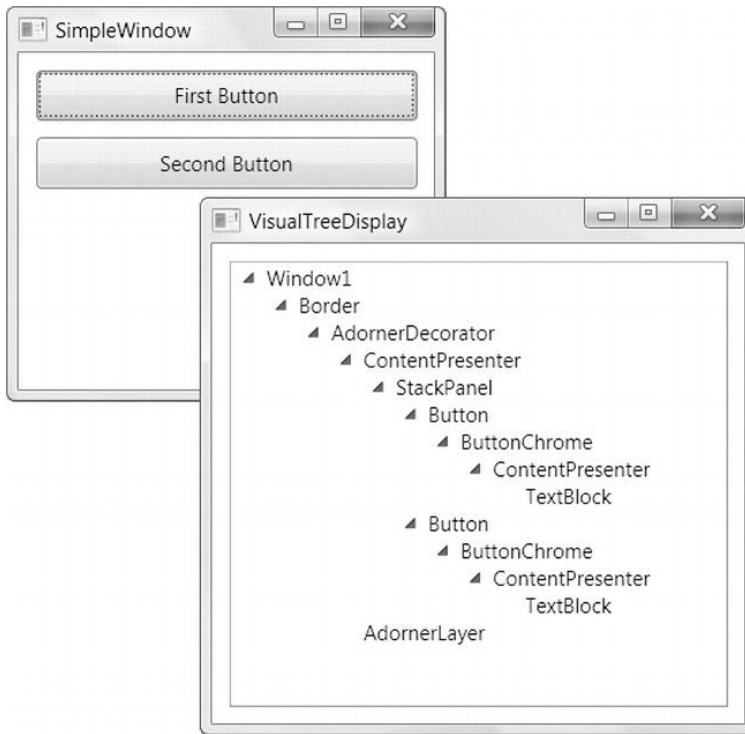 SimpleWindow
First Button
Second Button
VisualTreeDisplay
Window1
Border
AdornerDecorator
ContentPresenter
StackPanel
Button
ButtonChrome
ContentPresenter
TextBlock
Button
ButtonChrome
ContentPresenter
TextBlock
AdornerLayer